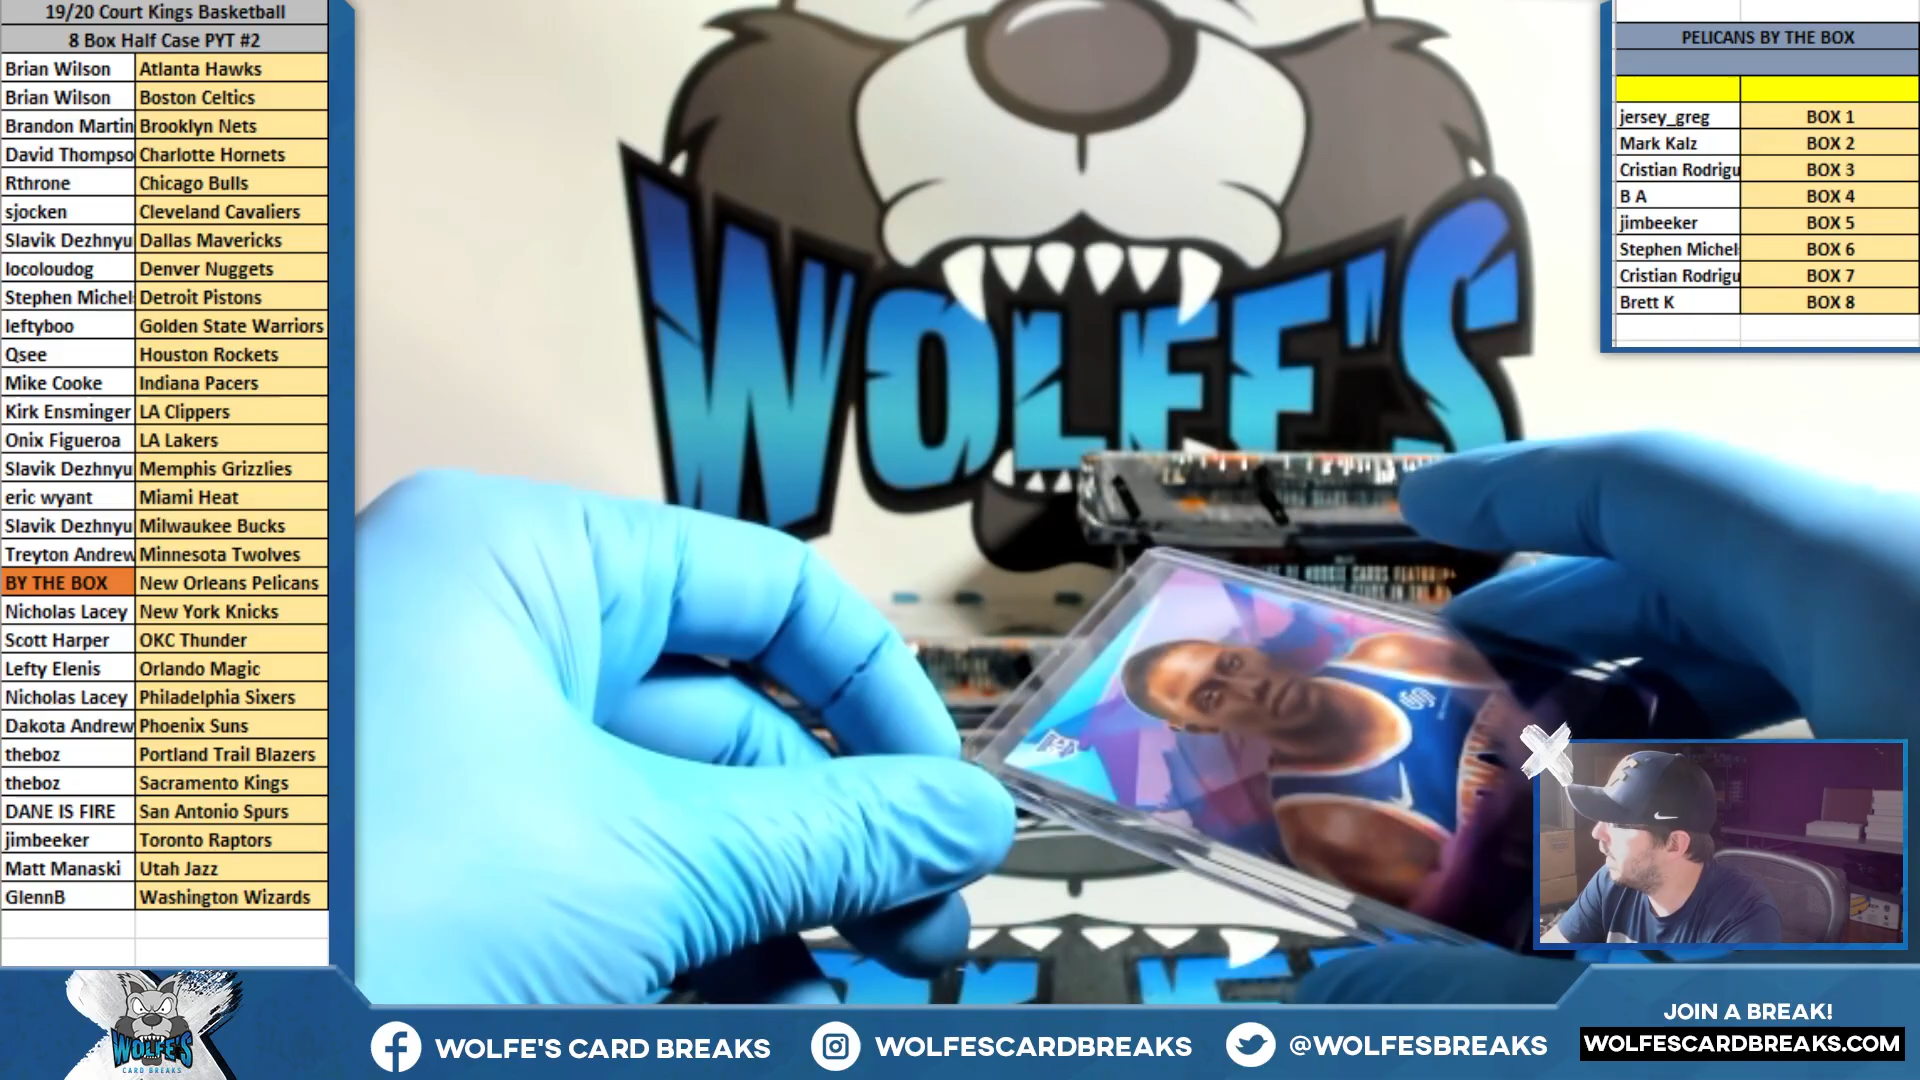 19/20 Court Kings Basketball
8 Box Half Case PYT #2
Brian Wilson Atlanta Hawks
Brian Wilson Boston Celtics
Brandon Martin Brooklyn Nets
David Thompso Charlotte Hornets
Rthrone Chicago Bulls
sjocken Cleveland Cavaliers
Slavik Dezhnyu Dallas Mavericks
locoloudog Denver Nuggets
Stephen Michel Detroit Pistons
leftyboo Golden State Warriors
Qsee Houston Rockets
Mike Cooke Indiana Pacers
Kirk Ensminger LA Clippers
Onix Figueroa LA Lakers
Slavik Dezhnyu Memphis Grizzlies
eric wyant Miami Heat
Slavik Dezhnyu Milwaukee Bucks
Treyton Andrew Minnesota Twolves
BY THE BOX New Orleans Pelicans
Nicholas Lacey New York Knicks
Scott Harper OKC Thunder
Lefty Elenis Orlando Magic
Nicholas Lacey Philadelphia Sixers
Dakota Andrew Phoenix Suns
theboz Portland Trail Blazers
theboz Sacramento Kings
DANE IS FIRE San Antonio Spurs
jimbeeker Toronto Raptors
Matt Manaski Utah Jazz
GlennB Washington Wizards
WOLFE'S
PELICANS BY THE BOX
jersey_greg BOX 1
Mark Kalz BOX 2
Cristian Rodrigu BOX 3
B A BOX 4
jimbeeker BOX 5
Stephen Michel BOX 6
Cristian Rodrigu BOX 7
Brett K BOX 8
WOLFE'S
CARD BREAKS
WOLFE'S CARD BREAKS
WOLFESCARDBREAKS
@WOLFESBREAKS
JOIN A BREAK!
WOLFESCARDBREAKS.COM